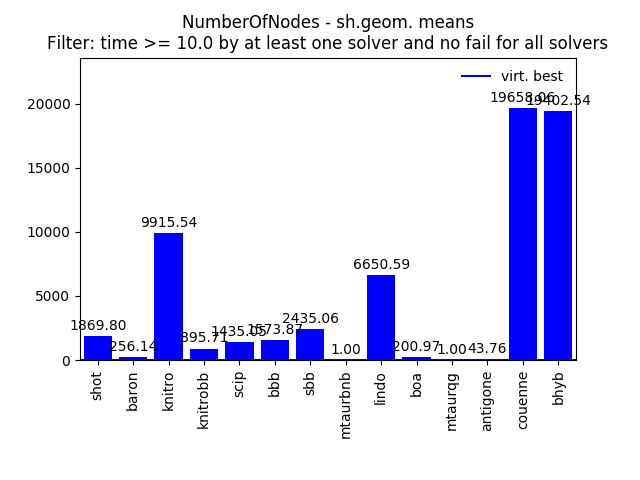 NumberOfNodes - sh.geom. means
Filter: time >= 10.0 by at least one solver and no fail for all solvers
virt. best
20000
15000
10000
5000
0
1869.80
256.14
9915.54
895.71
1435.05
1573.87
2435.06
1.00
6650.59
200.97
1.00
43.76
19658.06
19402.54
shot
baron
knitro
knitrobb
scip
bbb
sbb
mtaurbnb
lindo
boa
mtaurqg
antigone
couenne
bhyb